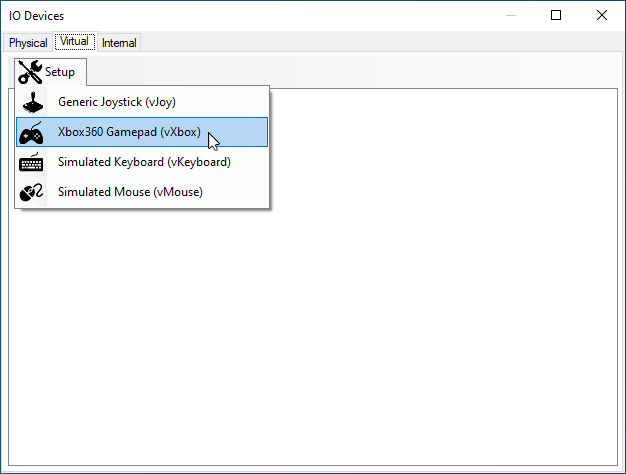 IO Devices
Physical Virtual Internal
Setup
Generic Joystick (vJoy)
Xbox360 Gamepad (vXbox)
Simulated Keyboard (vKeyboard)
Simulated Mouse (vMouse)